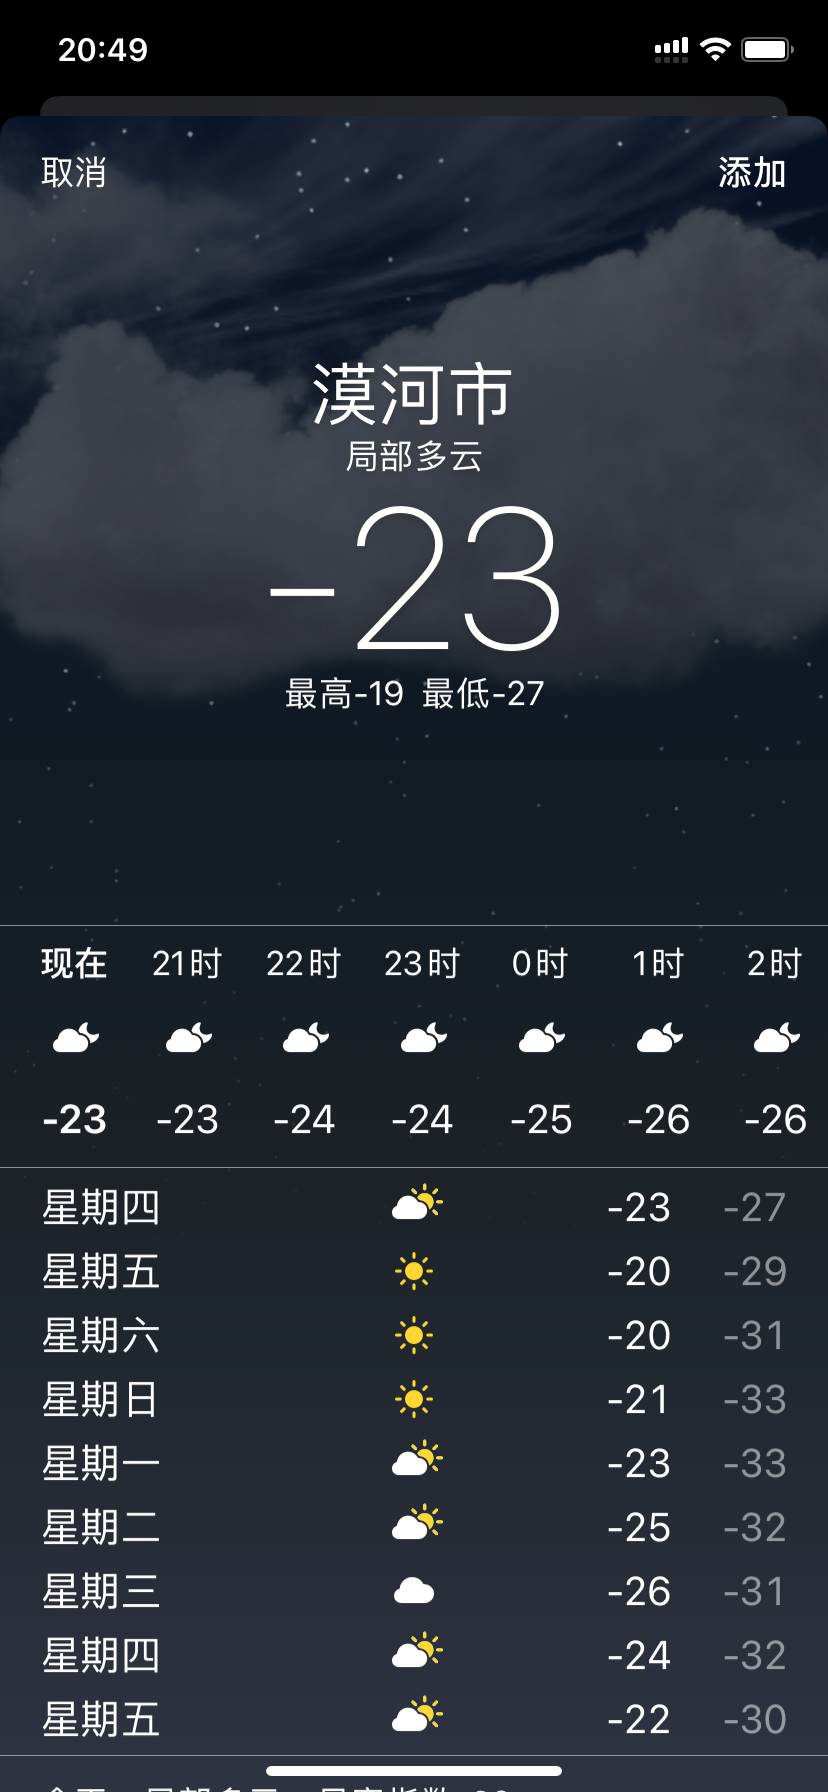 20:49
取消 添加
漠河市
局部多云
-23
最高-19 最低-27
现在 21时 22时 23时 0时 1时 2时
-23 -23 -24 -24 -25 -26 -26
星期四 -23 -27
星期五 -20 -29
星期六 -20 -31
星期日 -21 -33
星期一 -23 -33
星期二 -25 -32
星期三 -26 -31
星期四 -24 -32
星期五 -22 -30